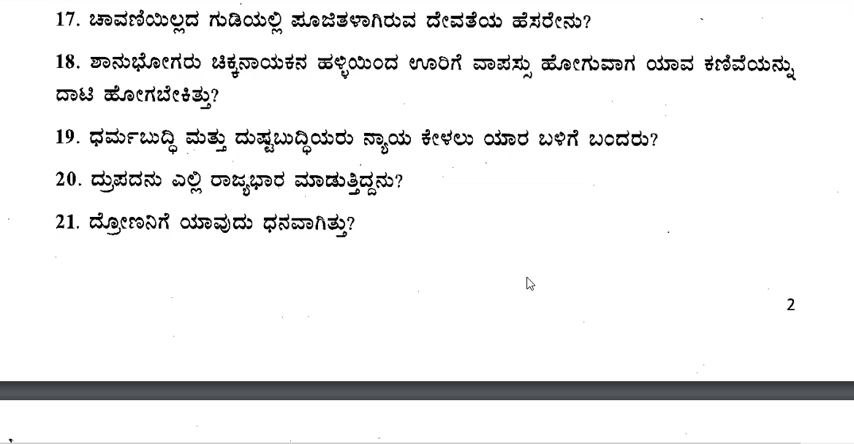 17. ಚಾವಣಿಯಿಲ್ಲದ ಗುಡಿಯಲ್ಲಿ ಪೂಜಿತಳಾಗಿರುವ ದೇವತೆಯ ಹೆಸರೇನು?
18. ಶಾನುಭೋಗರು ಚಿಕ್ಕನಾಯಕನ ಹಳ್ಳಿಯಿಂದ ಊರಿಗೆ ವಾಪಸ್ಸು ಹೋಗುವಾಗ ಯಾವ ಕಣಿವೆಯನ್ನು
ದಾಟಿ ಹೋಗಬೇಕಿತ್ತು?
19. ಧರ್ಮಬುದ್ಧಿ ಮತ್ತು ದುಷ್ಟಬುದ್ಧಿಯರು ನ್ಯಾಯ ಕೇಳಲು ಯಾರ ಬಳಿಗೆ ಬಂದರು?
20. ದ್ರುಪದನು ಎಲ್ಲಿ ರಾಜ್ಯಭಾರ ಮಾಡುತ್ತಿದ್ದನು?
21. ದ್ರೋಣನಿಗೆ ಯಾವುದು ಧನವಾಗಿತ್ತು?
2